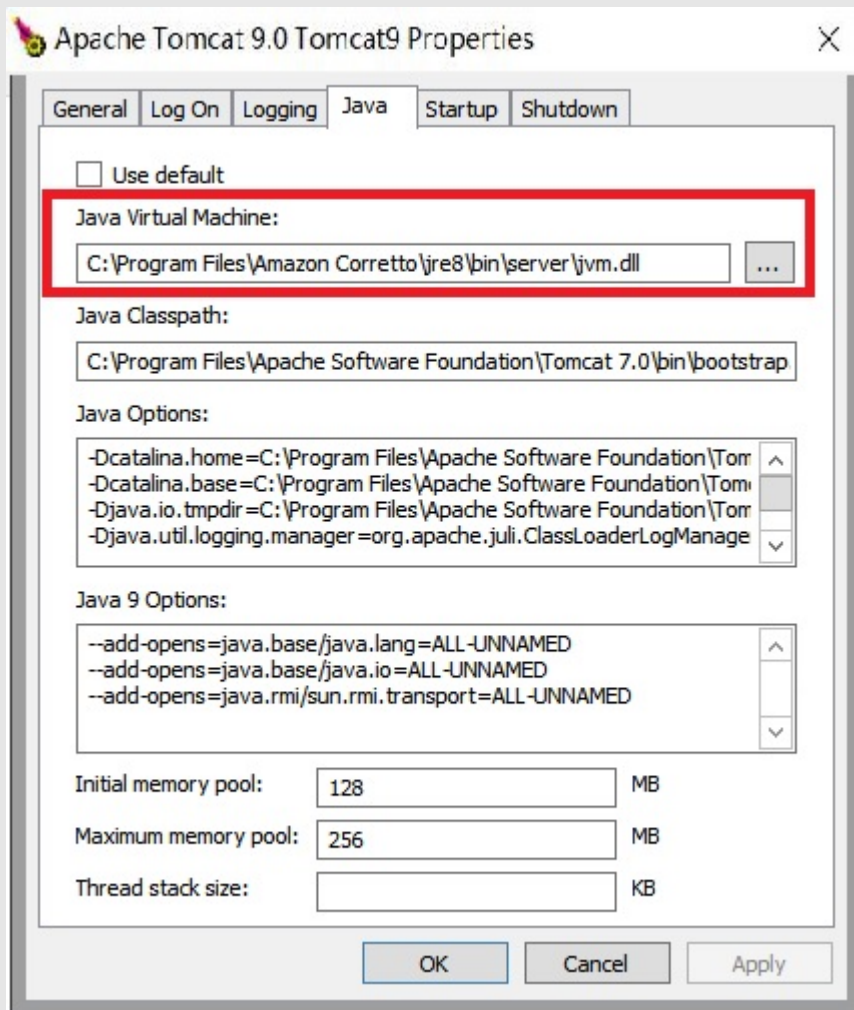 Apache Tomcat 9.0 Tomcat9 Properties
General Log On Logging Java Startup Shutdown
Use default
Java Virtual Machine:
C:\Program Files\Amazon Corretto\jre8\bin\server\jvm.dll
...
Java Classpath:
C:\Program Files\Apache Software Foundation\Tomcat 7.0\bin\bootstrap.
Java Options:
-Dcatalina.home=C:\Program Files\Apache Software Foundation\Tom
-Dcatalina.base=C:\Program Files\Apache Software Foundation\Tom
-Djava.io.tmpdir=C:\Program Files\Apache Software Foundation\Tom
-Djava.util.logging.manager=org.apache.juli.ClassLoaderLogManage
Java 9 Options:
--add-opens=java.base/java.lang=ALL-UNNAMED
--add-opens=java.base/java.io=ALL-UNNAMED
--add-opens=java.rmi/sun.rmi.transport=ALL-UNNAMED
Initial memory pool: 128 MB
Maximum memory pool: 256 MB
Thread stack size: KB
OK Cancel Apply